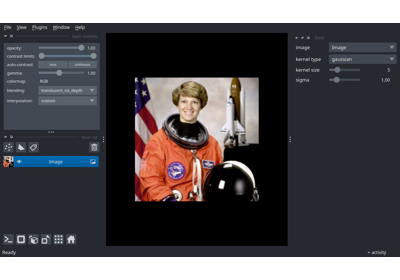 File View Plugins Window Help
opacity: 1.00
contrast limits:
auto-contrast: once continuous
gamma: 1.00
colormap: RGB
blending: translucent_no_depth
interpolation: custom
Image
image Image
kernel type gaussian
kernel size 5
sigma 1,00
Ready
activity